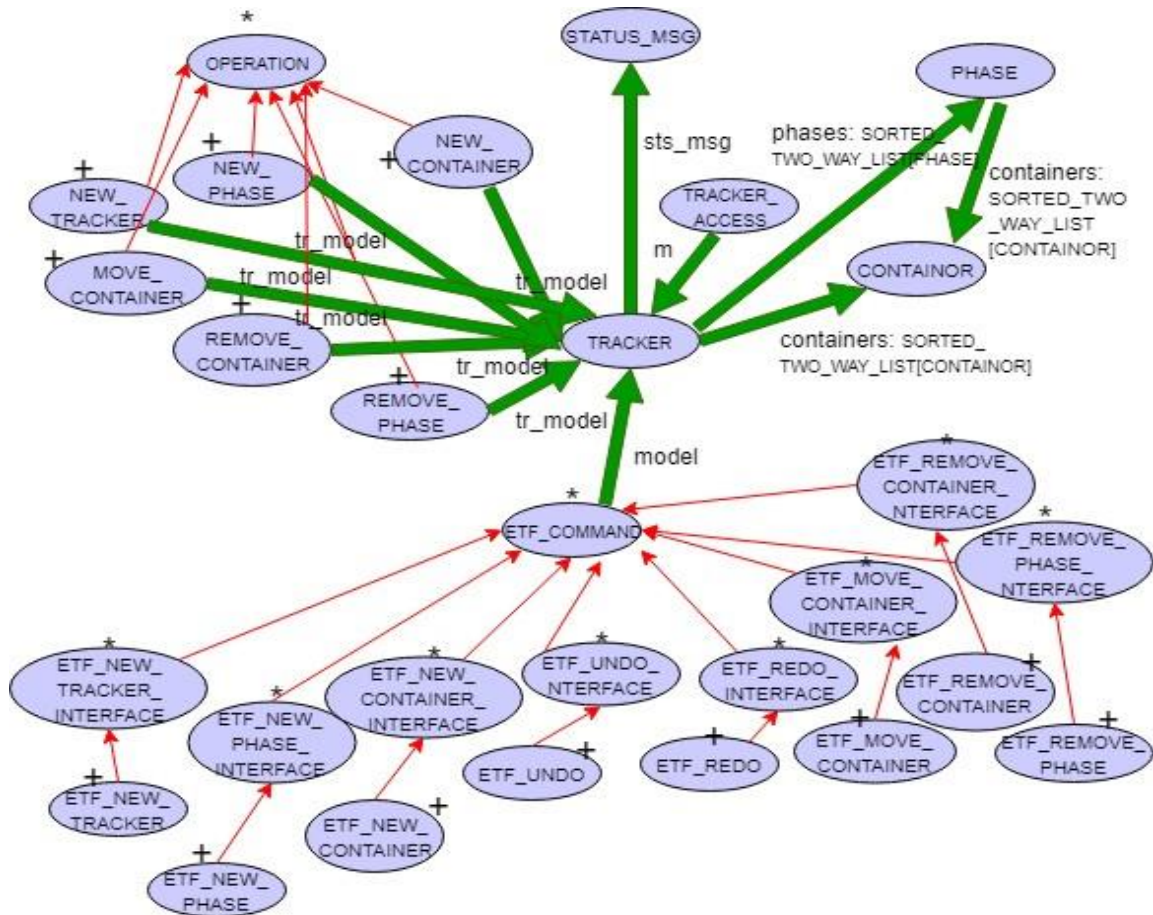 *
OPERATION
STATUS_MSG
PHASE
+
NEW_
PHASE
+
NEW_
CONTAINER
sts_msg
phases: SORTED_
TWO_WAY_LIST[PHASE]
containers:
SORTED_TWO
_WAY_LIST
[CONTAINOR]
+
NEW_
TRACKER
TRACKER_
ACCESS
m
+
MOVE_
CONTAINER
tr_model
tr_model
tr_model
tr_model
CONTAINOR
+
REMOVE_
CONTAINER
TRACKER
containers: SORTED_
TWO_WAY_LIST[CONTAINOR]
tr_model
+
REMOVE_
PHASE
tr_model
model
*
ETF_COMMAND
*
ETF_REMOVE_
CONTAINER_
NTERFACE
*
ETF_REMOVE_
PHASE_
NTERFACE
*
ETF_MOVE_
CONTAINER_
INTERFACE
*
ETF_NEW_
TRACKER_
INTERFACE
*
ETF_NEW_
PHASE_
INTERFACE
*
ETF_NEW_
CONTAINER_
INTERFACE
*
ETF_UNDO_
NTERFACE
*
ETF_REDO_
INTERFACE
+
ETF_REMOVE_
CONTAINER
+
ETF_NEW_
TRACKER
+
ETF_NEW_
PHASE
+
ETF_NEW_
CONTAINER
+
ETF_UNDO
+
ETF_REDO
+
ETF_MOVE_
CONTAINER
+
ETF_REMOVE_
PHASE